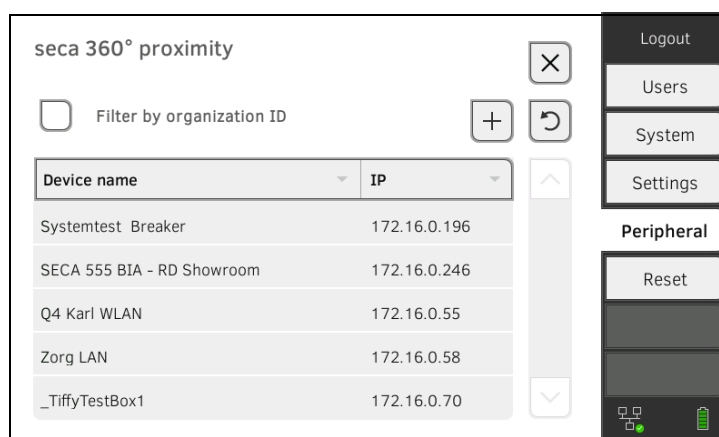 seca 360° proximity
Filter by organization ID
Device name IP
Systemtest Breaker 172.16.0.196
SECA 555 BIA - RD Showroom 172.16.0.246
Q4 Karl WLAN 172.16.0.55
Zorg LAN 172.16.0.58
_TiffyTestBox1 172.16.0.70
Logout
Users
System
Settings
Peripheral
Reset